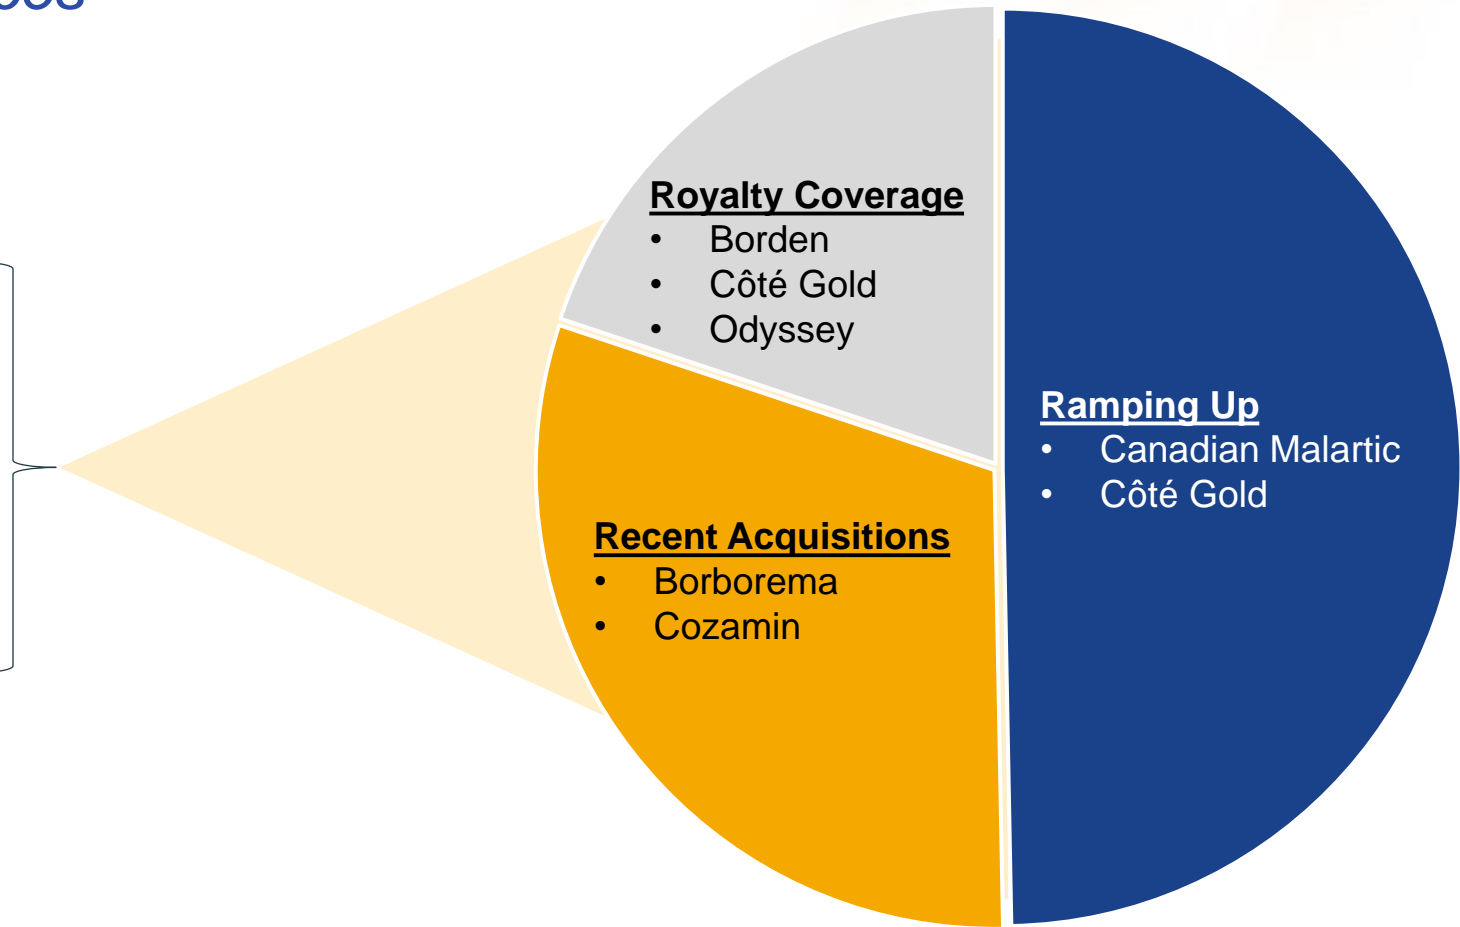 Royalty Coverage
• Borden
• Côté Gold
• Odyssey
Ramping Up
• Canadian Malartic
• Côté Gold
Recent Acquisitions
• Borborema
• Cozamin